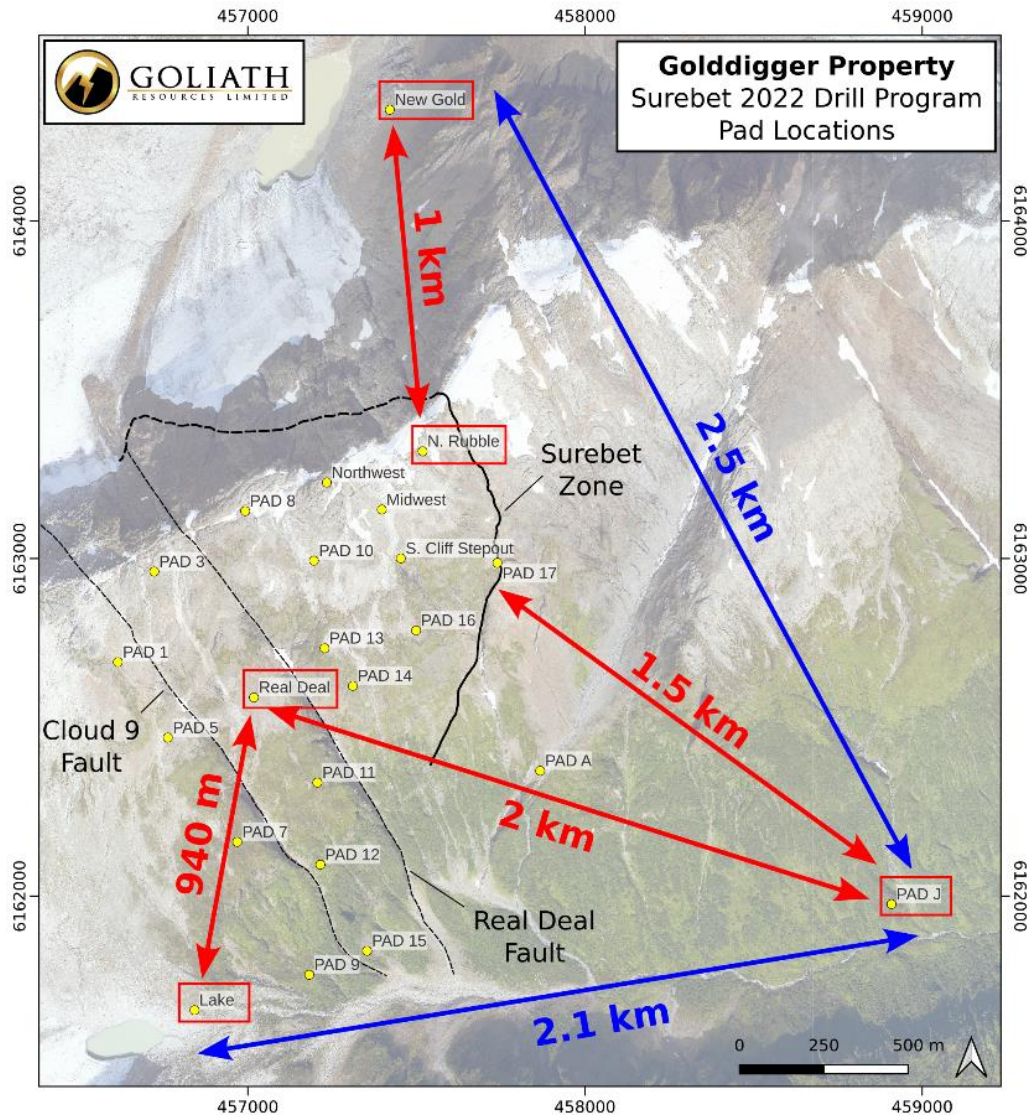 457000
458000
459000
GOLIATH
RESOURCES LIMITED
Golddigger Property
Surebet 2022 Drill Program
Pad Locations
New Gold
6164000
6164000
1 km
2.5 km
N. Rubble
Surebet
Zone
Northwest
PAD 8
Midwest
PAD 10
S. Cliff Stepout
6163000
6163000
PAD 3
PAD 17
PAD 16
PAD 13
PAD 1
PAD 14
Real Deal
1.5 km
Cloud 9
Fault
PAD 5
PAD A
PAD 11
940 m
2 km
PAD 7
PAD 12
PAD J
6162000
6162000
Real Deal
Fault
PAD 15
PAD 9
Lake
2.1 km
0 250 500 m
457000
458000
459000